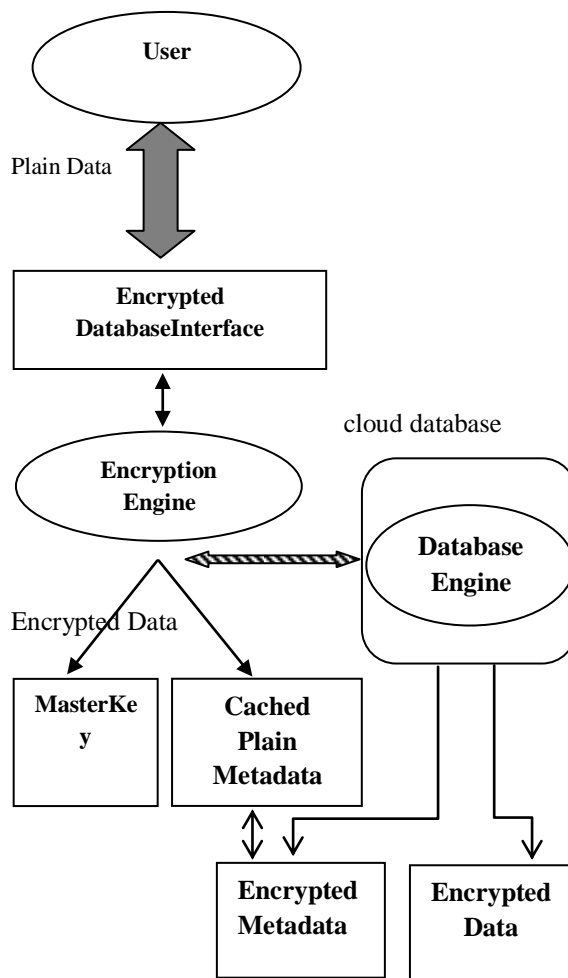 User
Plain Data
Encrypted
DatabaseInterface
cloud database
Encryption
Engine
Database
Engine
Encrypted Data
MasterKe
y
Cached
Plain
Metadata
Encrypted
Metadata
Encrypted
Data